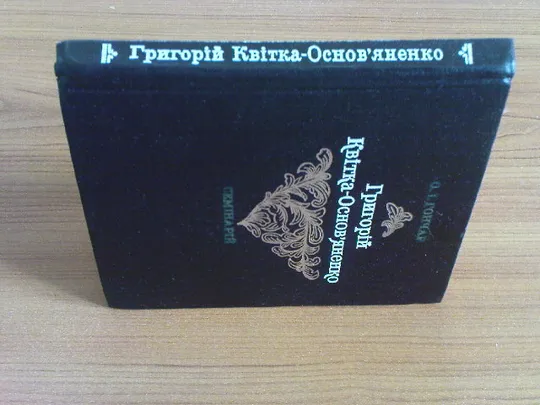 Григорій Квітка-Основ'яненко
О. І. ГОНЧАР
Григорій
Квітка-Основ'яненко
СЕМІНАРІЙ